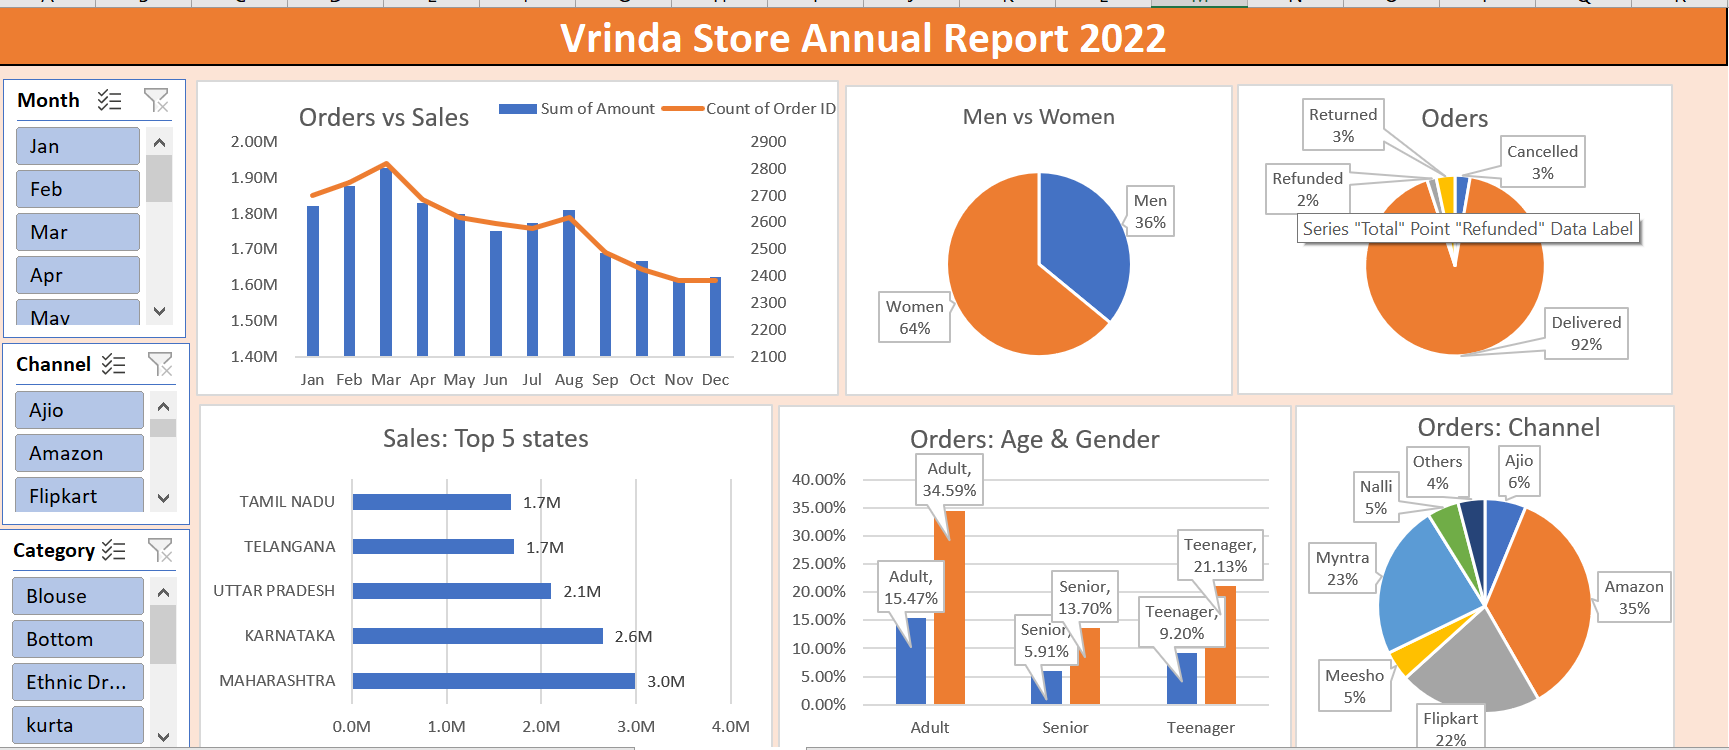 Vrinda Store Annual Report 2022
Month
Jan
Feb
Mar
Apr
May
Channel
Ajio
Amazon
Flipkart
Category
Blouse
Bottom
Ethnic Dr...
kurta
Orders vs Sales
Sum of Amount
Count of Order ID
2.00M
1.90M
1.80M
1.70M
1.60M
1.50M
1.40M
2900
2800
2700
2600
2500
2400
2300
2200
2100
Jan Feb Mar Apr May Jun Jul Aug Sep Oct Nov Dec
Men vs Women
Men
36%
Women
64%
Oders
Returned
3%
Cancelled
3%
Refunded
2%
Series "Total" Point "Refunded" Data Label
Delivered
92%
Sales: Top 5 states
TAMIL NADU 1.7M
TELANGANA 1.7M
UTTAR PRADESH 2.1M
KARNATAKA 2.6M
MAHARASHTRA 3.0M
0.0M 1.0M 2.0M 3.0M 4.0M
Orders: Age & Gender
40.00%
35.00%
30.00%
25.00%
20.00%
15.00%
10.00%
5.00%
0.00%
Adult,
34.59%
Adult,
15.47%
Senior,
13.70%
Senior,
5.91%
Teenager,
21.13%
Teenager,
9.20%
Adult Senior Teenager
Orders: Channel
Others
4%
Ajio
6%
Nalli
5%
Myntra
23%
Amazon
35%
Meesho
5%
Flipkart
22%